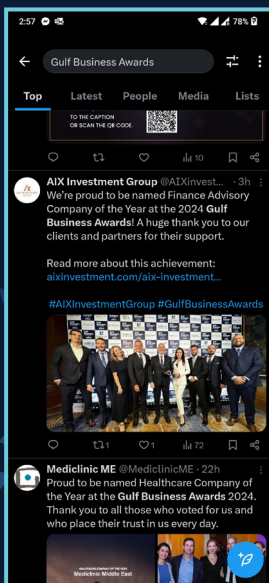 2:57
78%
Gulf Business Awards
Top Latest People Media Lists
TO THE CAPTION
OR SCAN THE QR CODE.
10
AIX Investment Group @AIXinvest... · 3h
We're proud to be named Finance Advisory
Company of the Year at the 2024 Gulf
Business Awards! A huge thank you to our
clients and partners for their support.
Read more about this achievement:
aixinvestment.com/aix-investment...
#AIXInvestmentGroup #GulfBusinessAwards
1 1 72
Mediclinic ME @MediclinicME · 22h
Proud to be named Healthcare Company of
the Year at the Gulf Business Awards 2024.
Thank you to all those who voted for us and
who place their trust in us every day.
HEALTHCARE COMPANY OF THE YEAR
Mediclinic Middle East